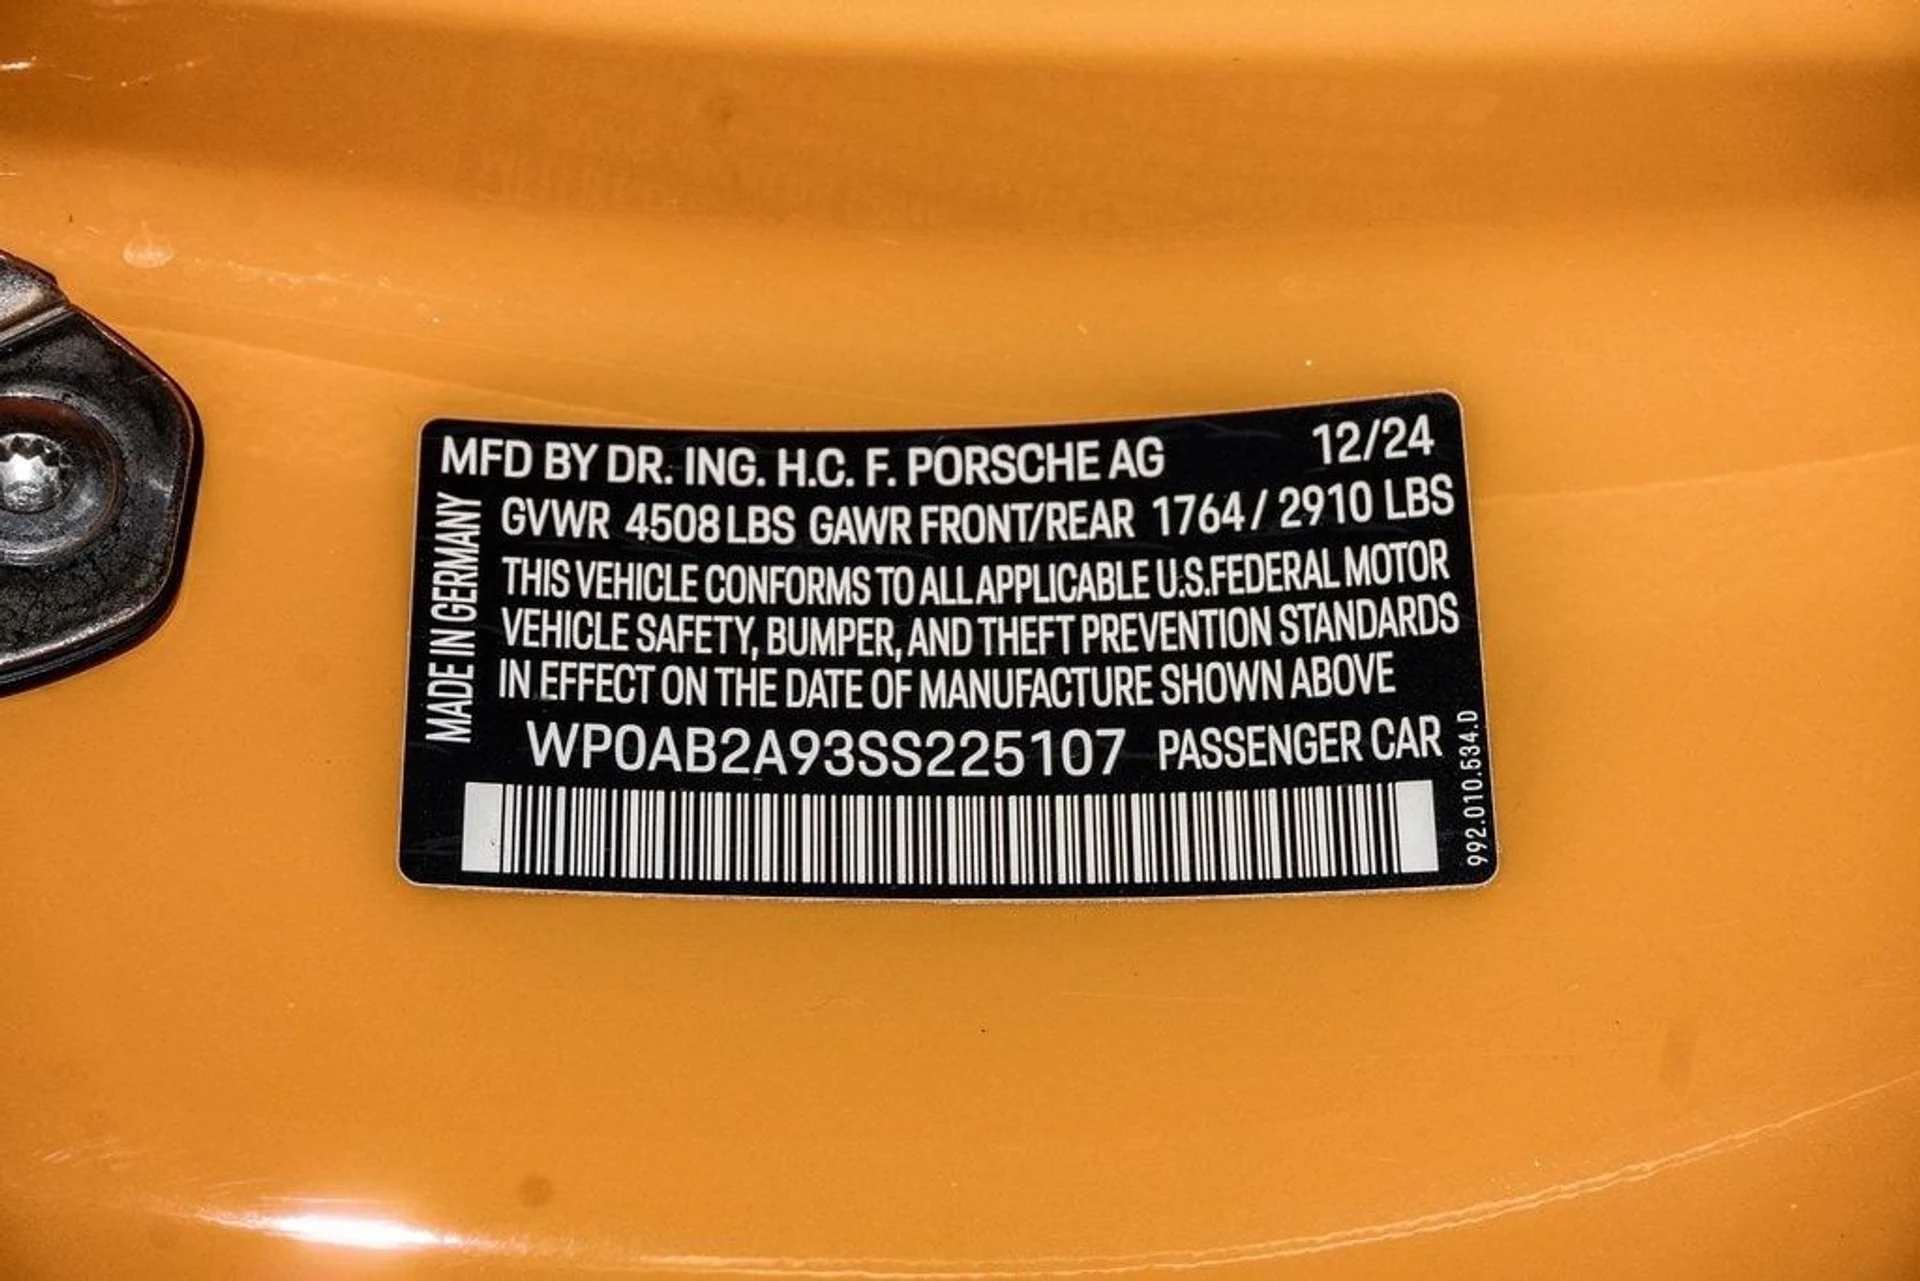 MFD BY DR. ING. H.C. F. PORSCHE AG 12/24
GVWR 4508 LBS GAWR FRONT/REAR 1764 / 2910 LBS
THIS VEHICLE CONFORMS TO ALL APPLICABLE U.S.FEDERAL MOTOR
VEHICLE SAFETY, BUMPER, AND THEFT PREVENTION STANDARDS
IN EFFECT ON THE DATE OF MANUFACTURE SHOWN ABOVE
WP0AB2A93SS225107 PASSENGER CAR
MADE IN GERMANY
992.010.534.D